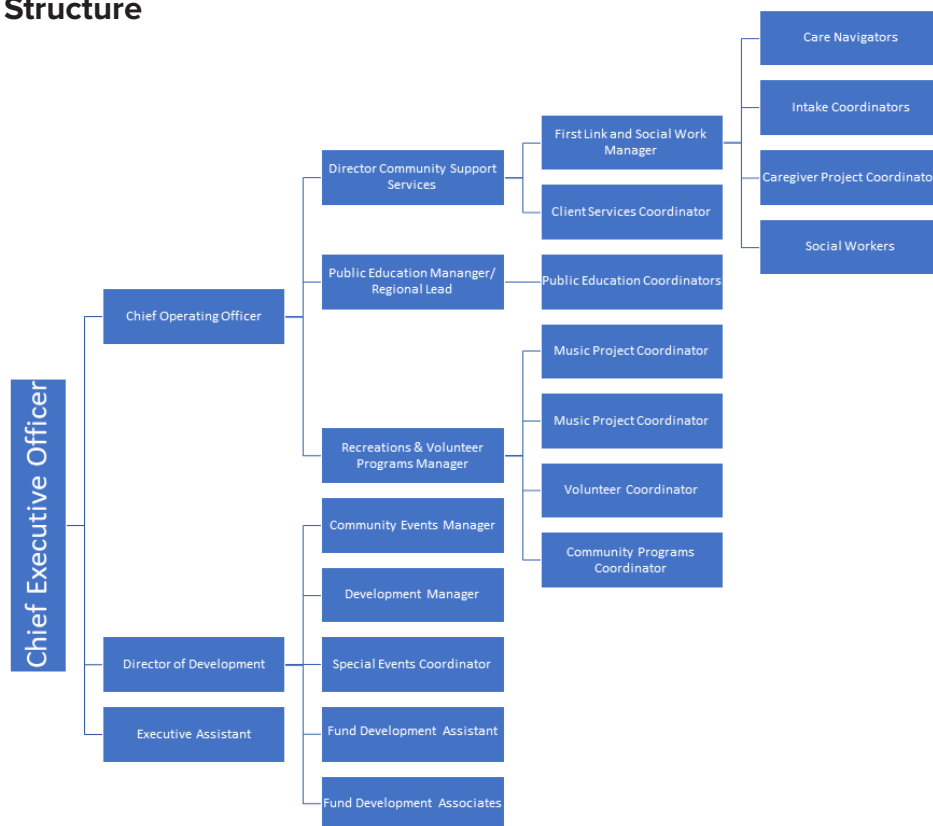 Structure
Care Navigators
Intake Coordinators
First Link and Social Work
Manager
Director Community Support
Services
Caregiver Project Coordinato
Client Services Coordinator
Social Workers
Public Education Mananger/
Regional Lead
Public Education Coordinators
Chief Operating Officer
Music Project Coordinator
Music Project Coordinator
Recreations & Volunteer
Programs Manager
Volunteer Coordinator
Chief Executive Officer
Community Events Manager
Community Programs
Coordinator
Development Manager
Director of Development
Special Events Coordinator
Executive Assistant
Fund Development Assistant
Fund Development Associates